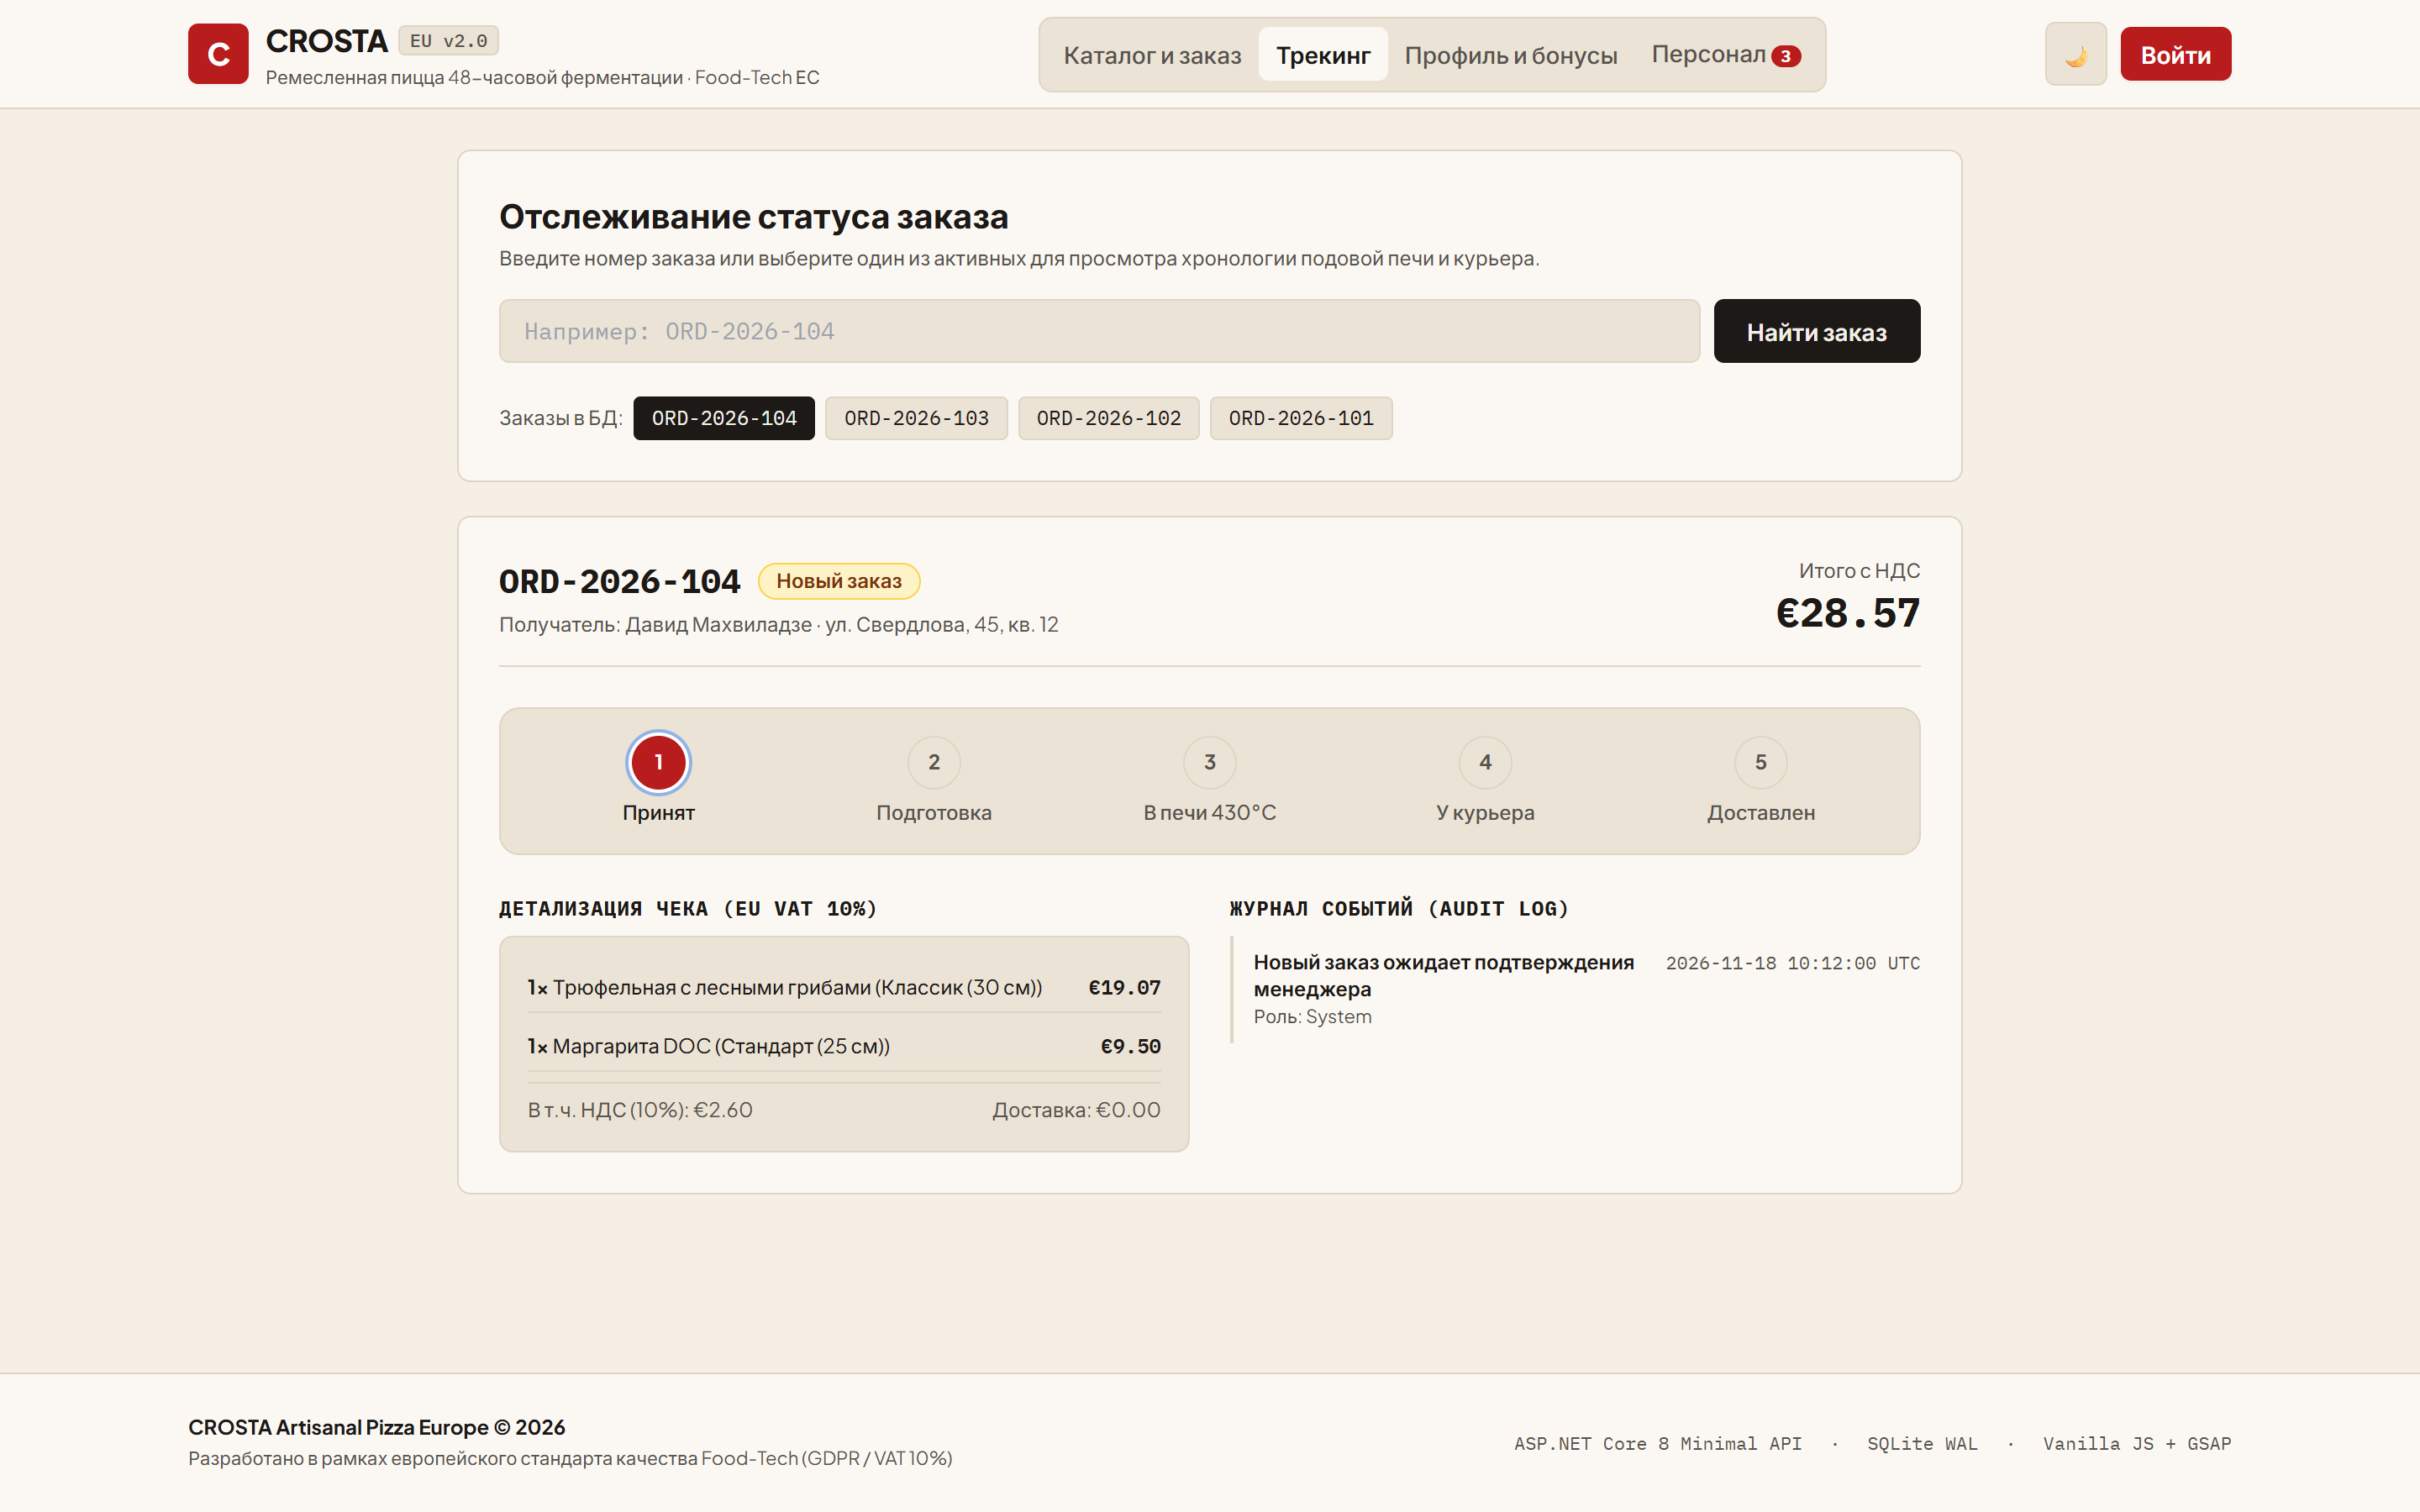 C
CROSTA EU v2.0
Ремесленная пицца 48-часовой ферментации · Food-Tech ЕС
Каталог и заказ Трекинг Профиль и бонусы Персонал 3
Войти
Отслеживание статуса заказа
Введите номер заказа или выберите один из активных для просмотра хронологии подовой печи и курьера.
Например: ORD-2026-104
Найти заказ
Заказы в БД: ORD-2026-104 ORD-2026-103 ORD-2026-102 ORD-2026-101
ORD-2026-104 Новый заказ
Получатель: Давид Махвиладзе · ул. Свердлова, 45, кв. 12
Итого с НДС
€28.57
1 2 3 4 5
Принят Подготовка В печи 430°C У курьера Доставлен
ДЕТАЛИЗАЦИЯ ЧЕКА (EU VAT 10%)
1× Трюфельная с лесными грибами (Классик (30 см)) €19.07
1× Маргарита DOC (Стандарт (25 см)) €9.50
В т.ч. НДС (10%): €2.60 Доставка: €0.00
ЖУРНАЛ СОБЫТИЙ (AUDIT LOG)
Новый заказ ожидает подтверждения 2026-11-18 10:12:00 UTC
менеджера
Роль: System
CROSTA Artisanal Pizza Europe © 2026
Разработано в рамках европейского стандарта качества Food-Tech (GDPR / VAT 10%)
ASP.NET Core 8 Minimal API · SQLite WAL · Vanilla JS + GSAP